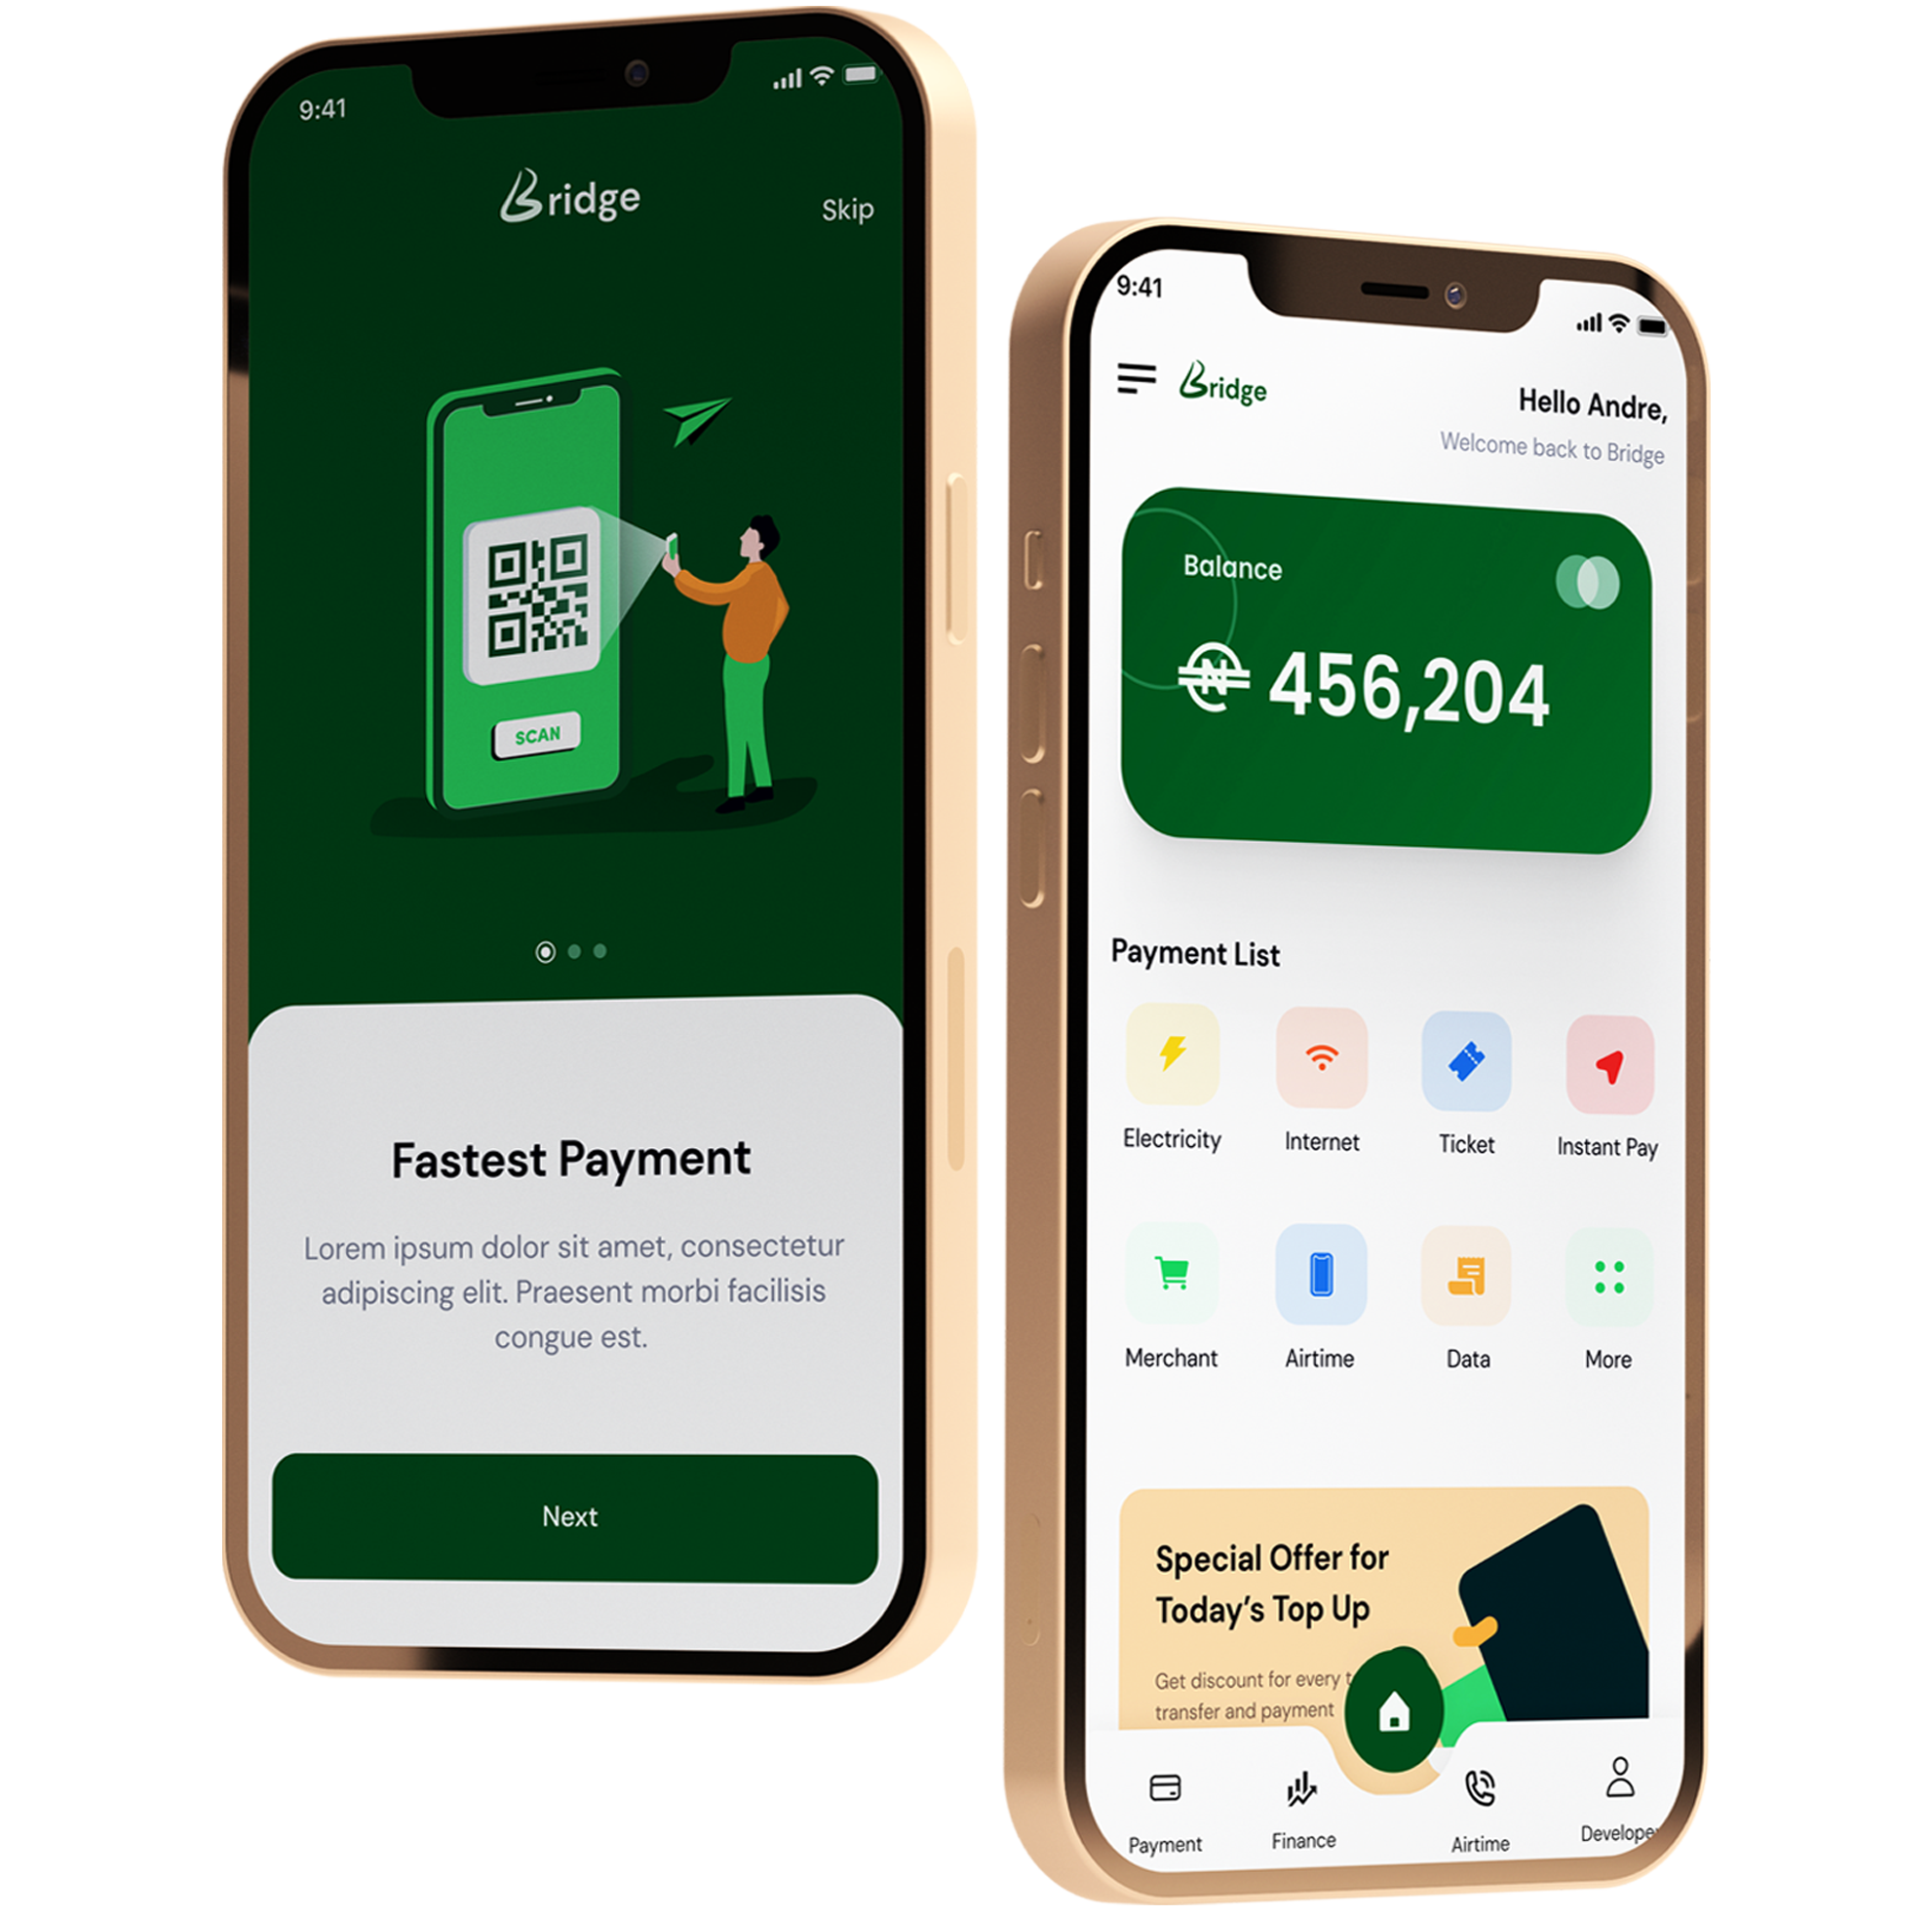 9:41
Bridge
Skip
SCAN
Fastest Payment
Lorem ipsum dolor sit amet, consectetur
adipiscing elit. Praesent morbi facilisis
congue est.
Next
9:41
Bridge
Hello Andre,
Welcome back to Bridge
Balance
₦ 456,204
Payment List
Electricity
Internet
Ticket
Instant Pay
Merchant
Airtime
Data
More
Special Offer for
Today’s Top Up
Get discount for every
transfer and payment
Payment
Finance
Airtime
Develope